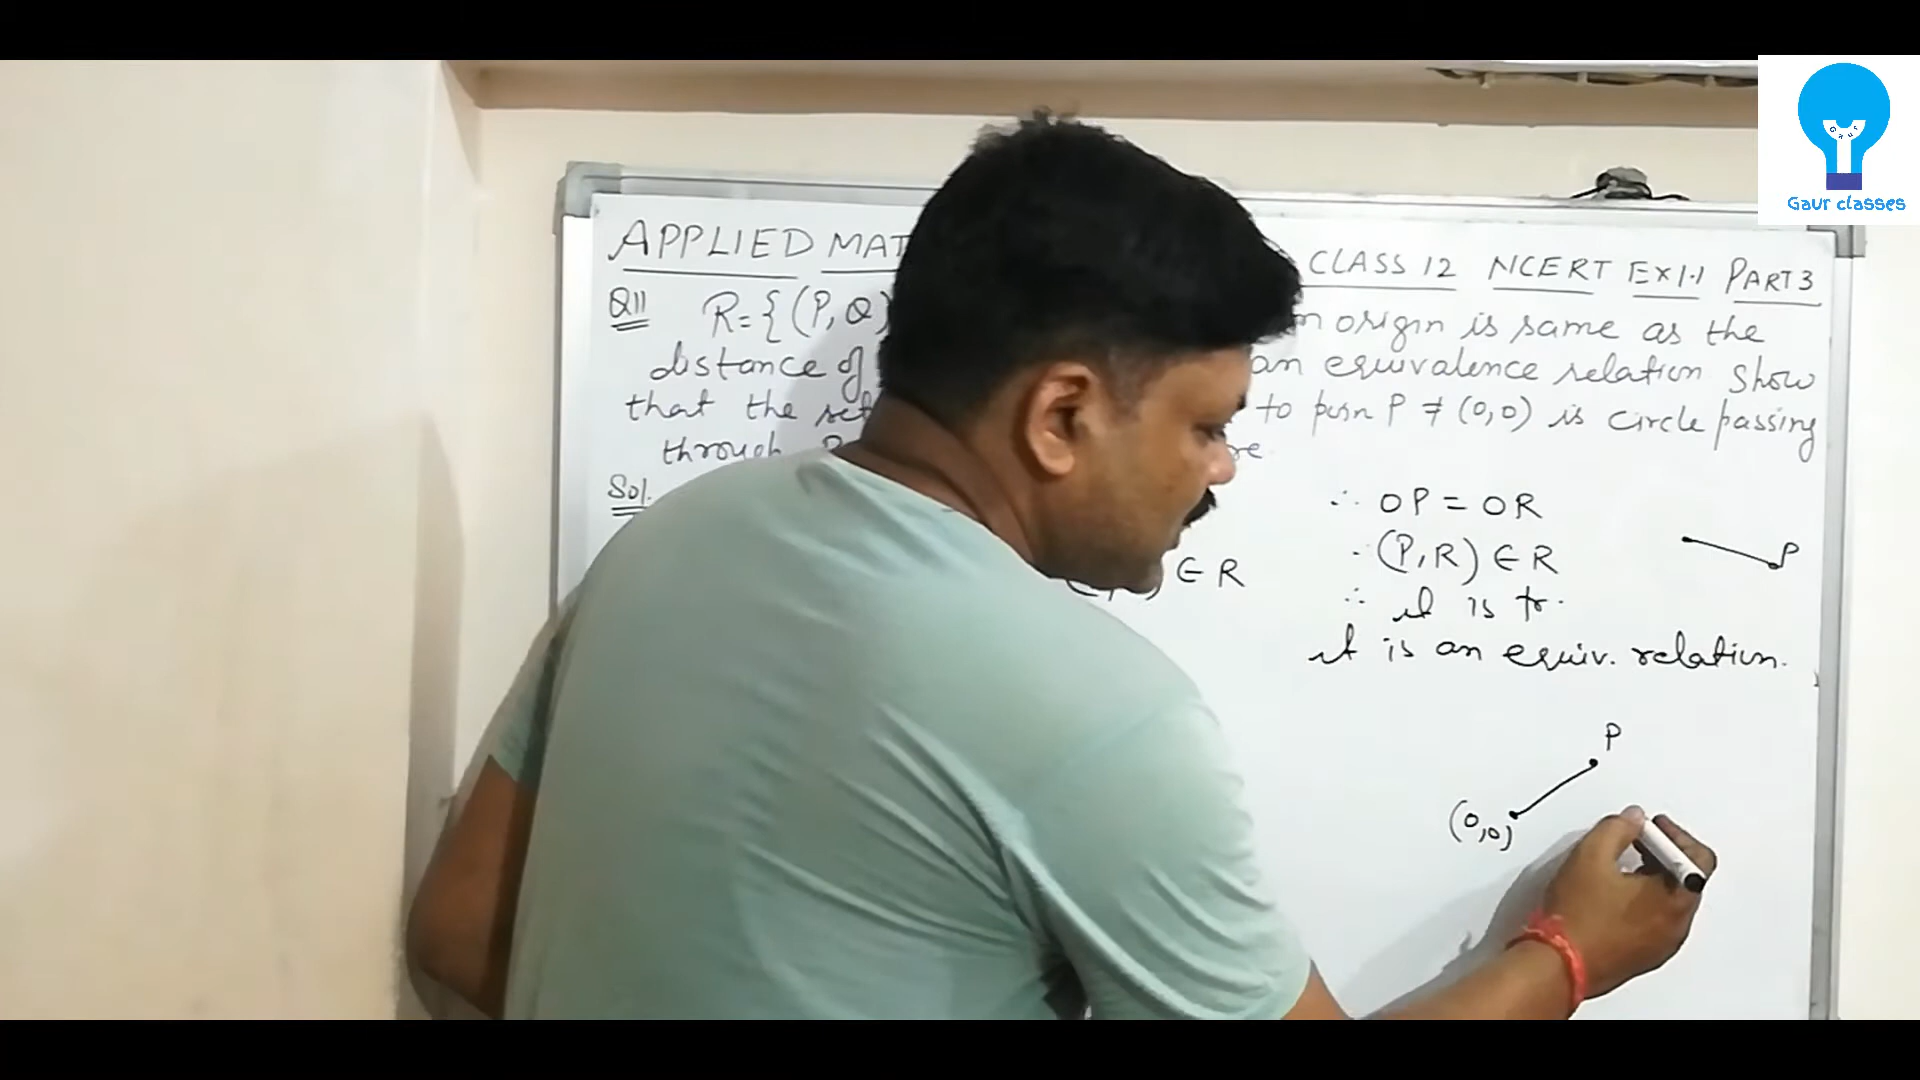 APPLIED MAT CLASS 12 NCERT EX1.1 PART 3
Q11 R = { (P, Q) origin is same as the
distance of an equivalence relation show
that the set to P ≠ (0,0) is circle passing
through
Sol.
∴ OP = OR
∈ R
∴ (P, R) ∈ R
∴ it is tr.
it is an equiv. relation.
P
P
(0,0)
Gaur
Gaur classes